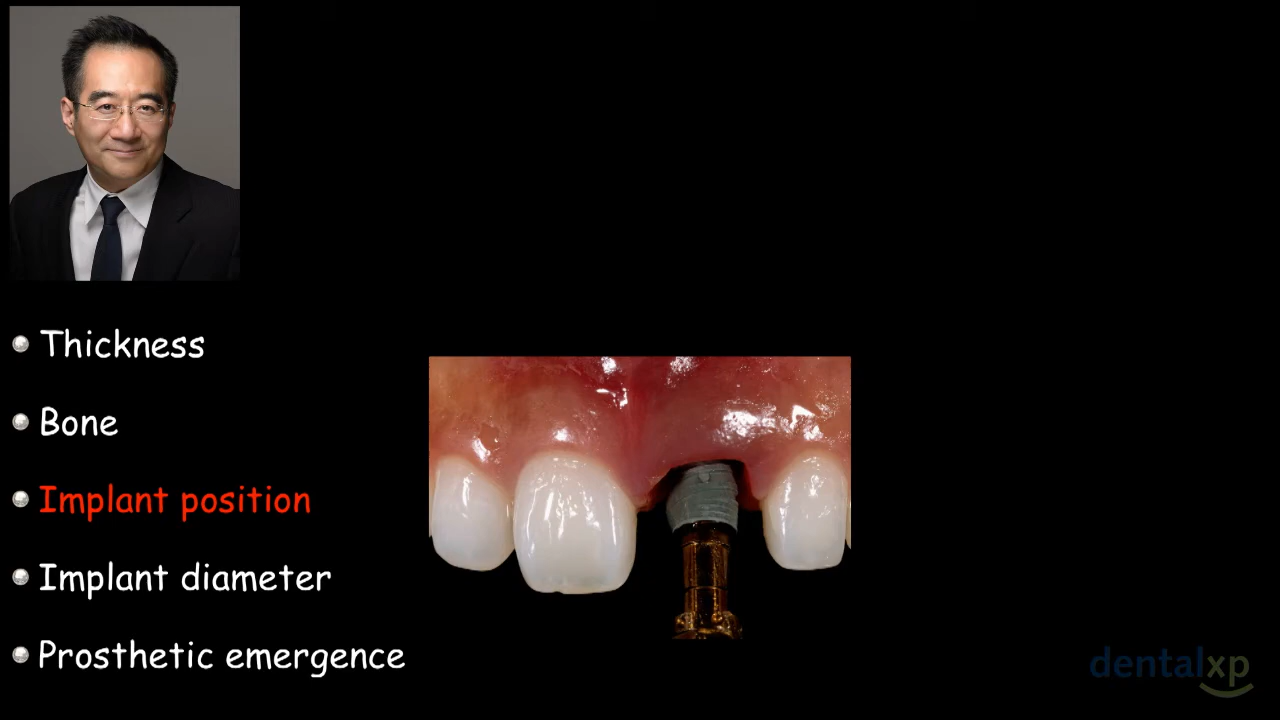 Thickness
Bone
Implant position
Implant diameter
Prosthetic emergence
dentalxp